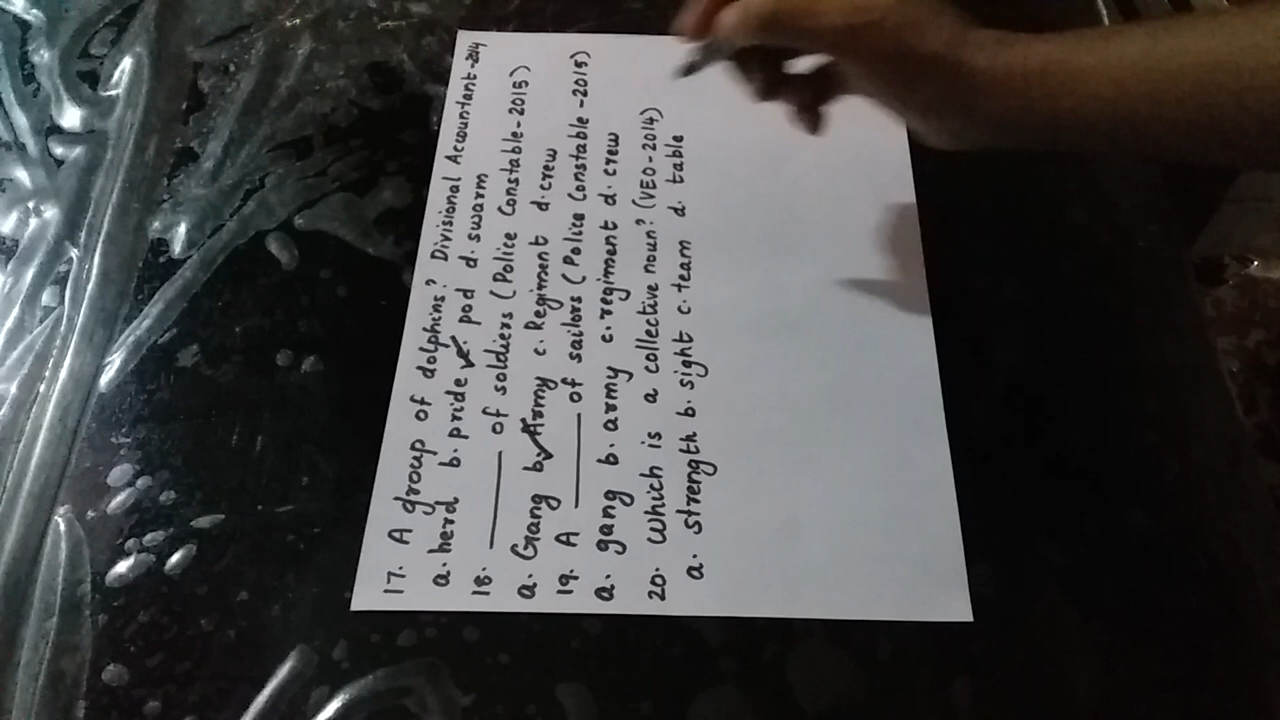 17. A group of dolphins? Divisional Accountant-2014
a. herd b. pride c. pod d. swarm
18. ______ of soldiers (Police Constable-2015)
a. Gang b. Army c. Regiment d. crew
19. A ______ of sailors (Police Constable-2015)
a. gang b. army c. regiment d. crew
20. Which is a collective noun? (VEO-2014)
a. strength b. sight c. team d. table